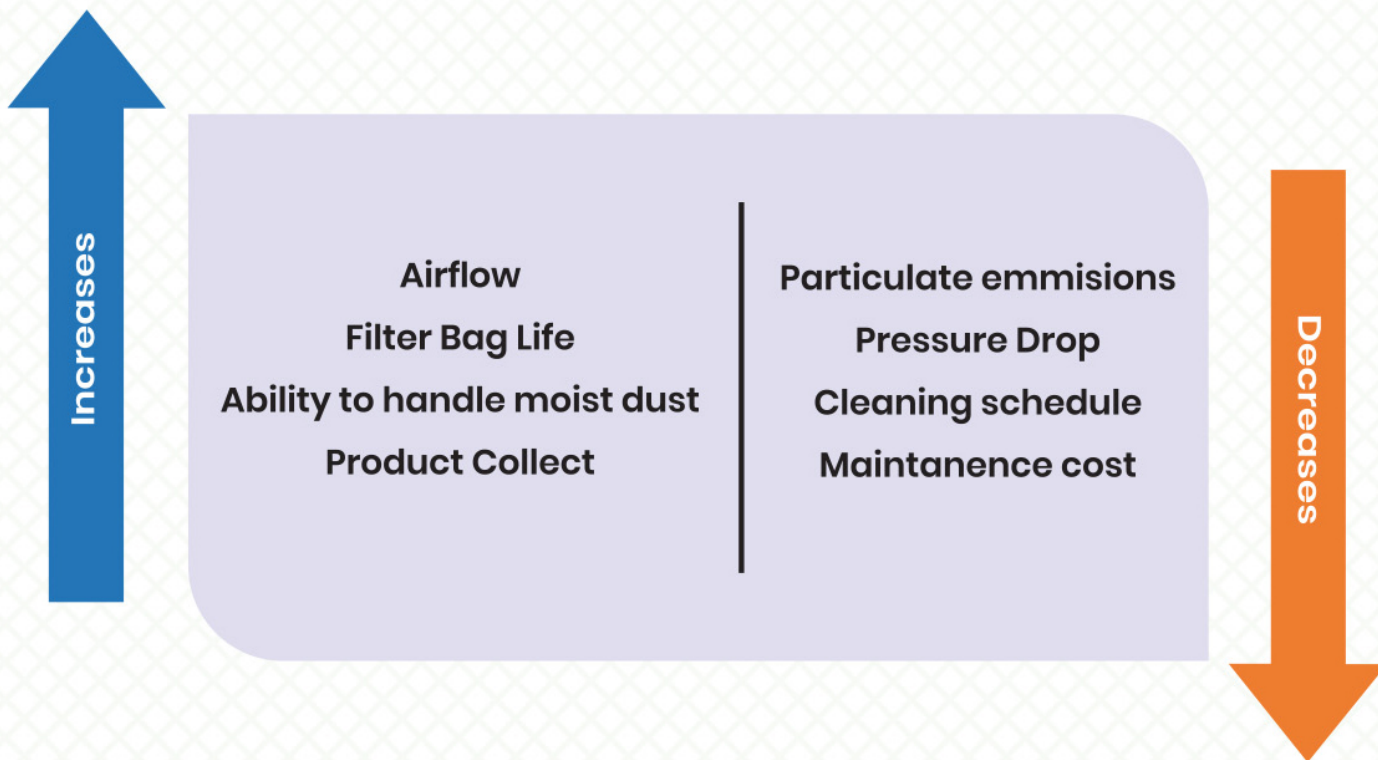 Increases
Airflow
Filter Bag Life
Ability to handle moist dust
Product Collect
Particulate emmisions
Pressure Drop
Cleaning schedule
Maintanence cost
Decreases